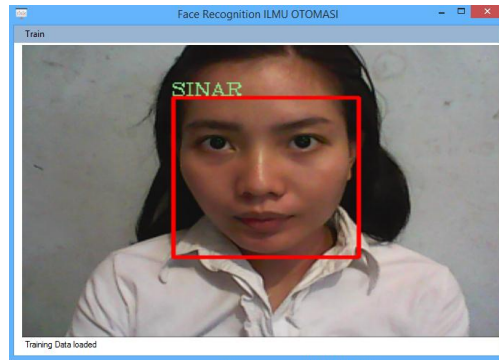 Face Recognition ILMU OTOMASI
Train
SINAR
Training Data loaded